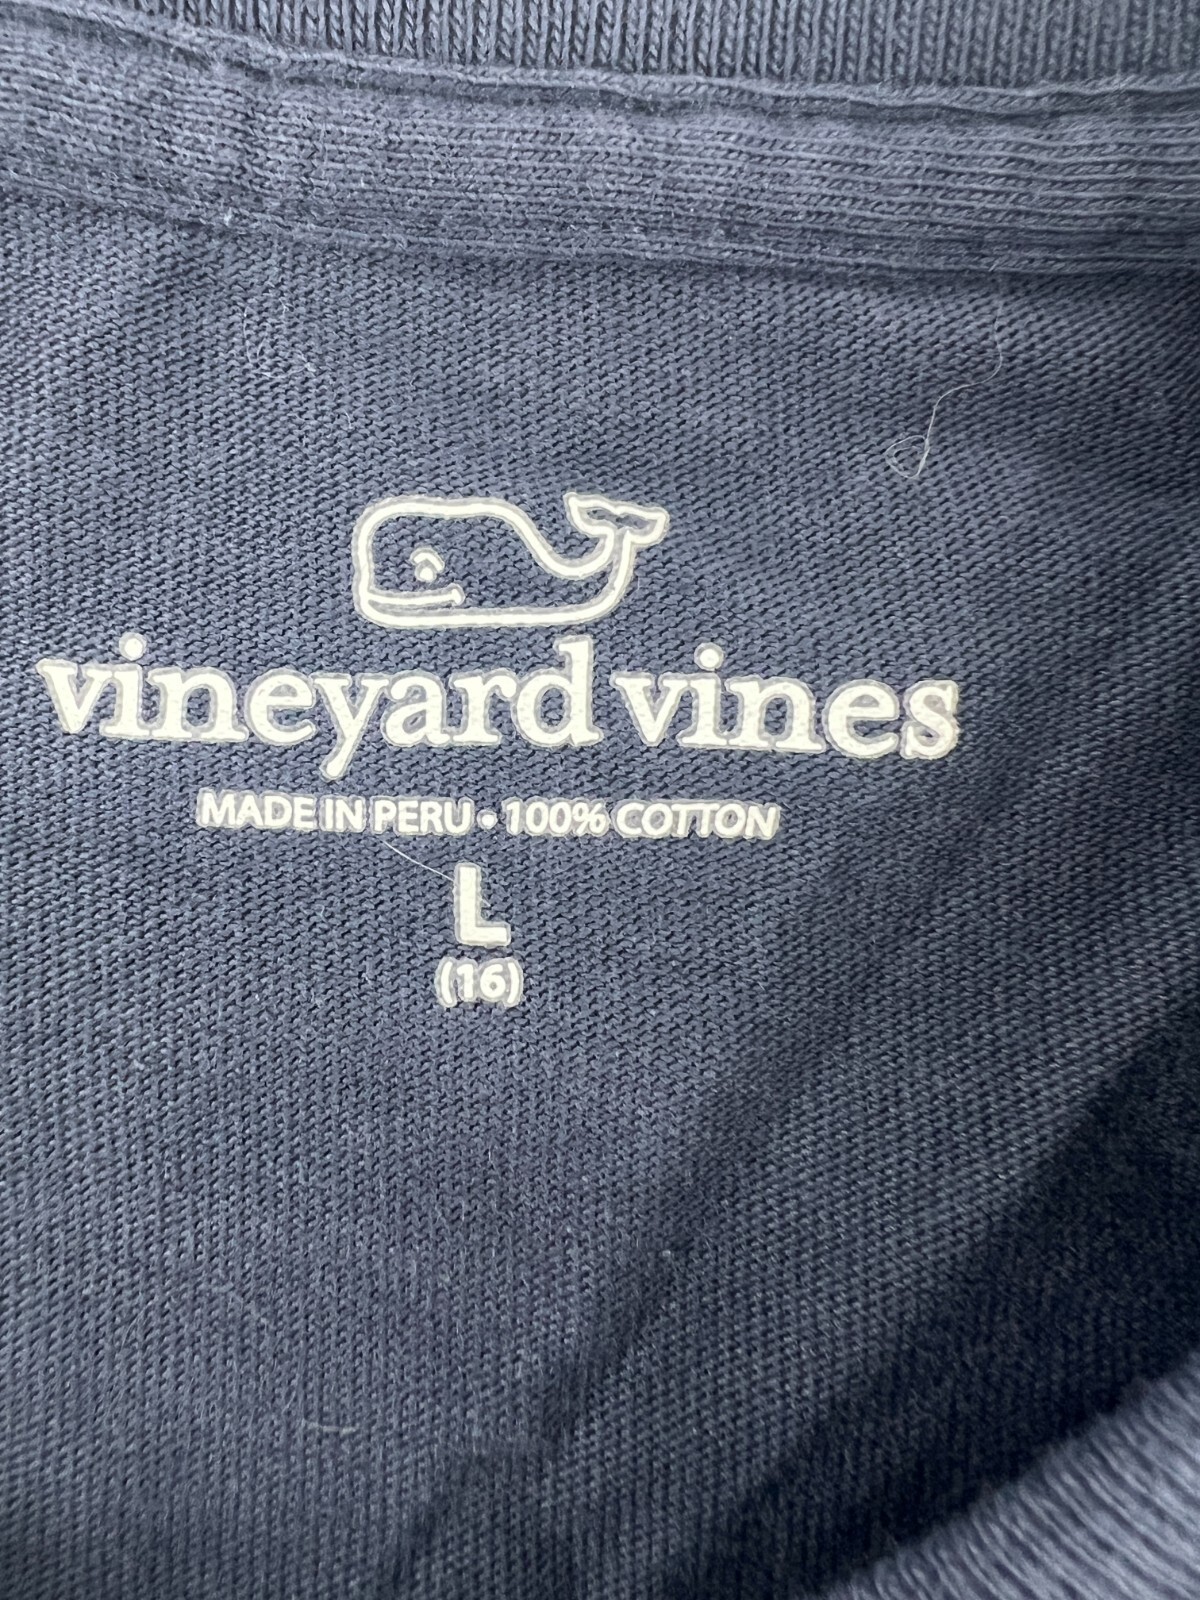 vineyard vines
MADE IN PERU • 100% COTTON
L
(16)